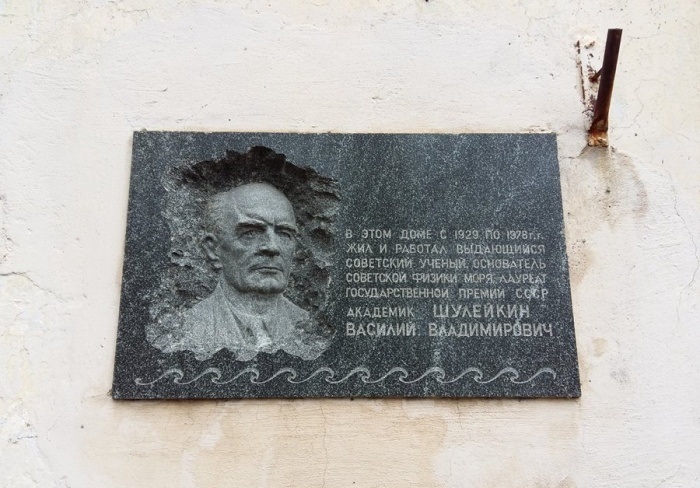 В ЭТОМ ДОМЕ С 1929 ПО 1978 г.г.
ЖИЛ И РАБОТАЛ ВЫДАЮЩИЙСЯ
СОВЕТСКИЙ УЧЕНЫЙ, ОСНОВАТЕЛЬ
СОВЕТСКОЙ ФИЗИКИ МОРЯ, ЛАУРЕАТ
ГОСУДАРСТВЕННОЙ ПРЕМИИ СССР
АКАДЕМИК ШУЛЕЙКИН
ВАСИЛИЙ ВЛАДИМИРОВИЧ